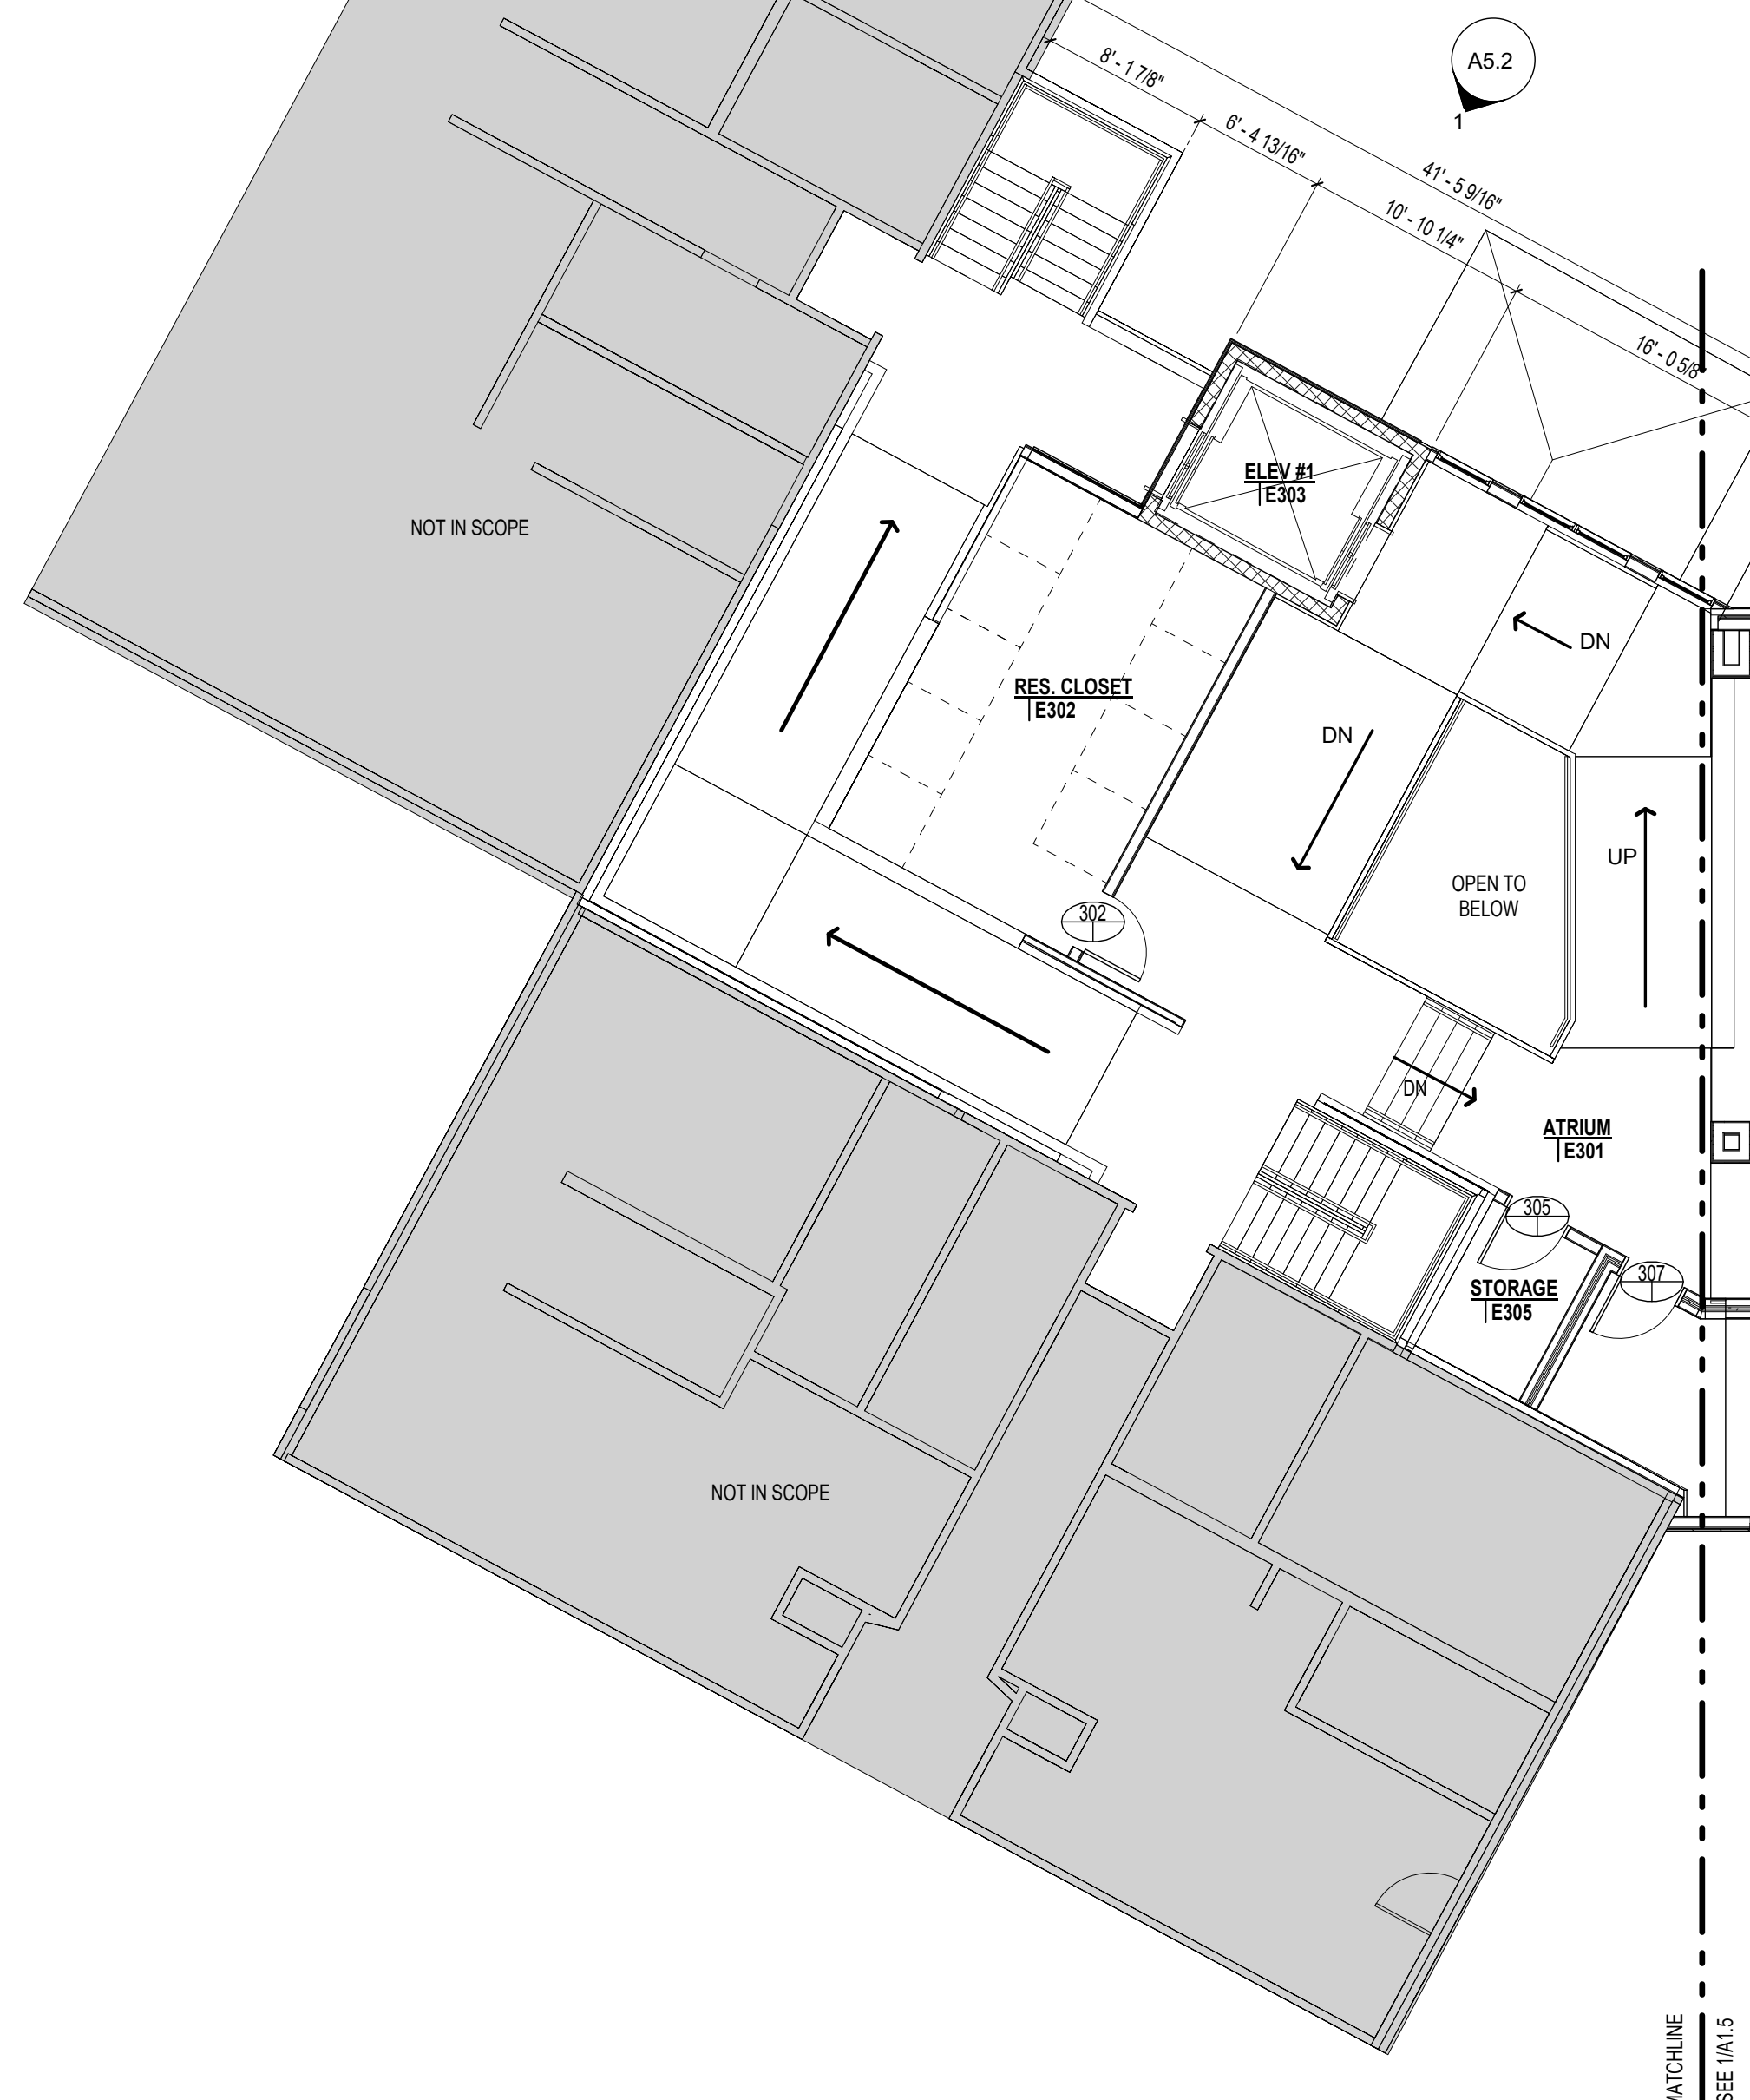 A5.2
1
8' - 1 7/8"
6' - 4 13/16"
41' - 5 9/16"
10' - 10 1/4"
16' - 0 5/8"
ELEV #1
E303
NOT IN SCOPE
DN
RES. CLOSET
E302
DN
UP
OPEN TO
BELOW
302
DN
ATRIUM
E301
305
307
STORAGE
E305
NOT IN SCOPE
MATCHLINE
SEE 1/A1.5